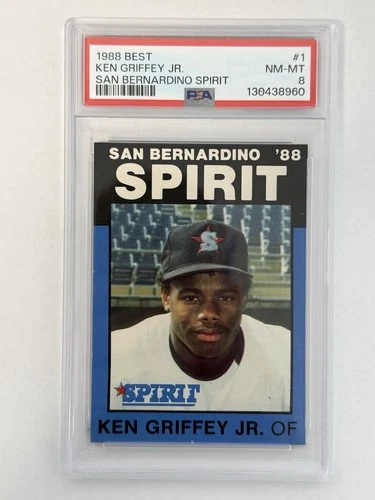 1988 BEST #1
KEN GRIFFEY JR. NM-MT
SAN BERNARDINO SPIRIT 8
PSA 130438960
SAN BERNARDINO '88
SPIRIT
S
SPIRIT
KEN GRIFFEY JR. OF